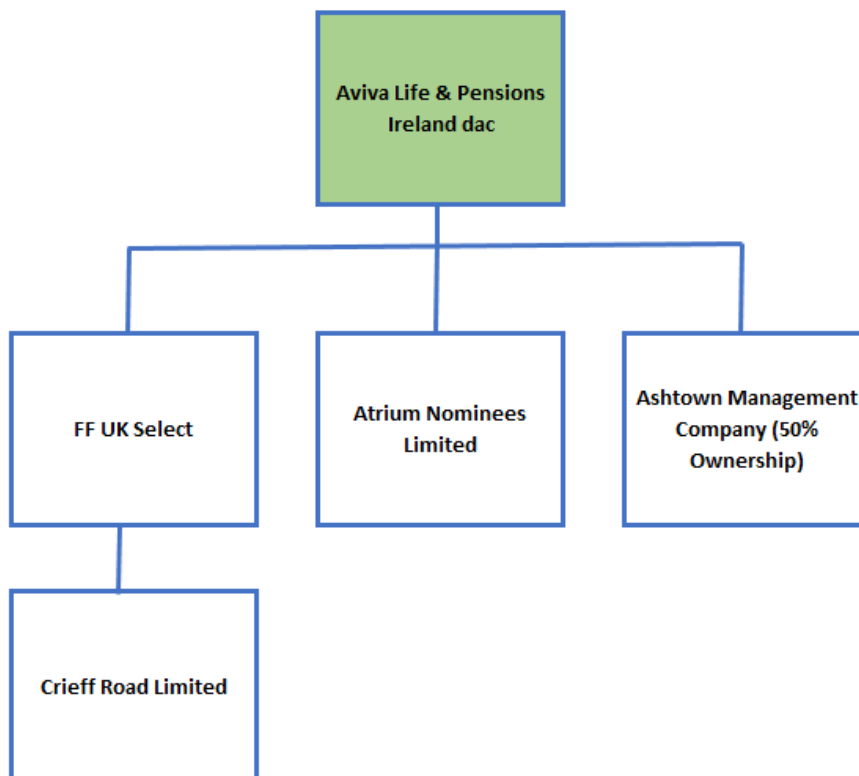 Aviva Life & Pensions
Ireland dac
FF UK Select
Atrium Nominees
Limited
Ashtown Management
Company (50%
Ownership)
Crieff Road Limited